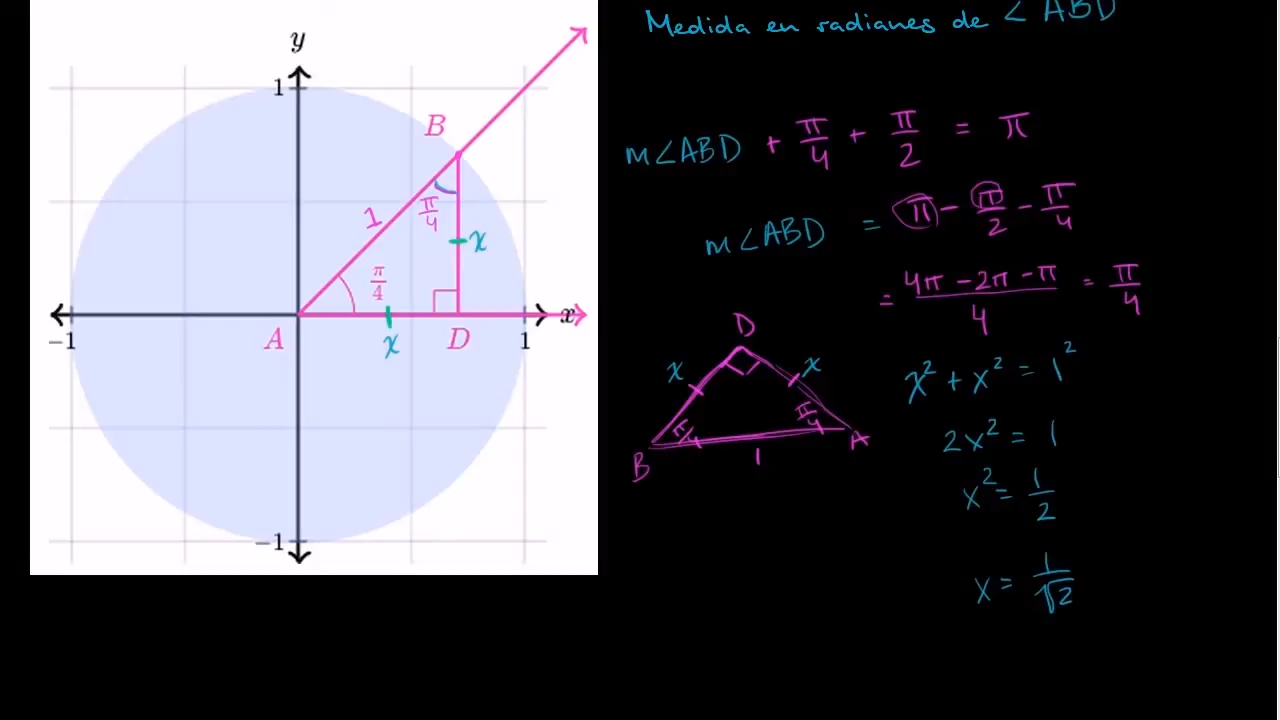 Medida en radianes de ∠ABD
y
1
B
1
π/4
x
π/4
A
x
D
x
-1
1
-1
m∠ABD + π/4 + π/2 = π
m∠ABD = π - π/2 - π/4
= (4π - 2π - π)/4 = π/4
D
x
x
π/4
π/4
B
1
A
x² + x² = 1²
2x² = 1
x² = 1/2
x = 1/√2